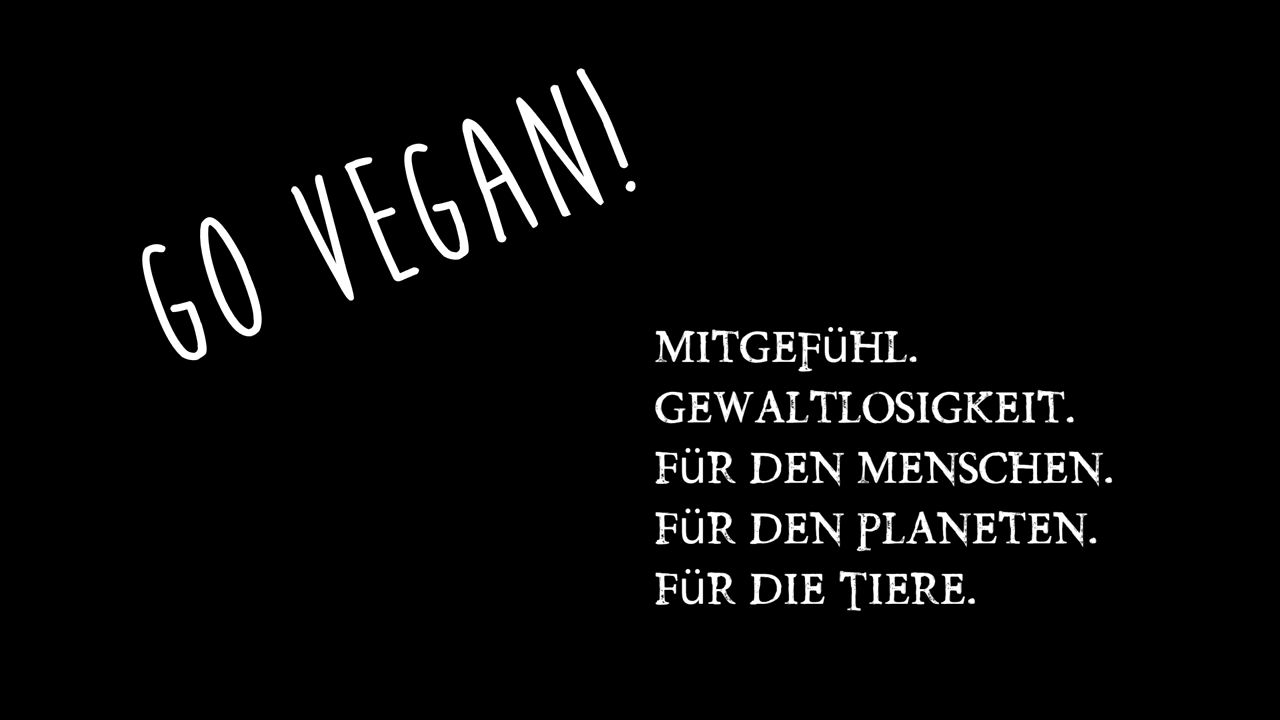 GO VEGAN!
MITGEFÜHL.
GEWALTLOSIGKEIT.
FÜR DEN MENSCHEN.
FÜR DEN PLANETEN.
FÜR DIE TIERE.